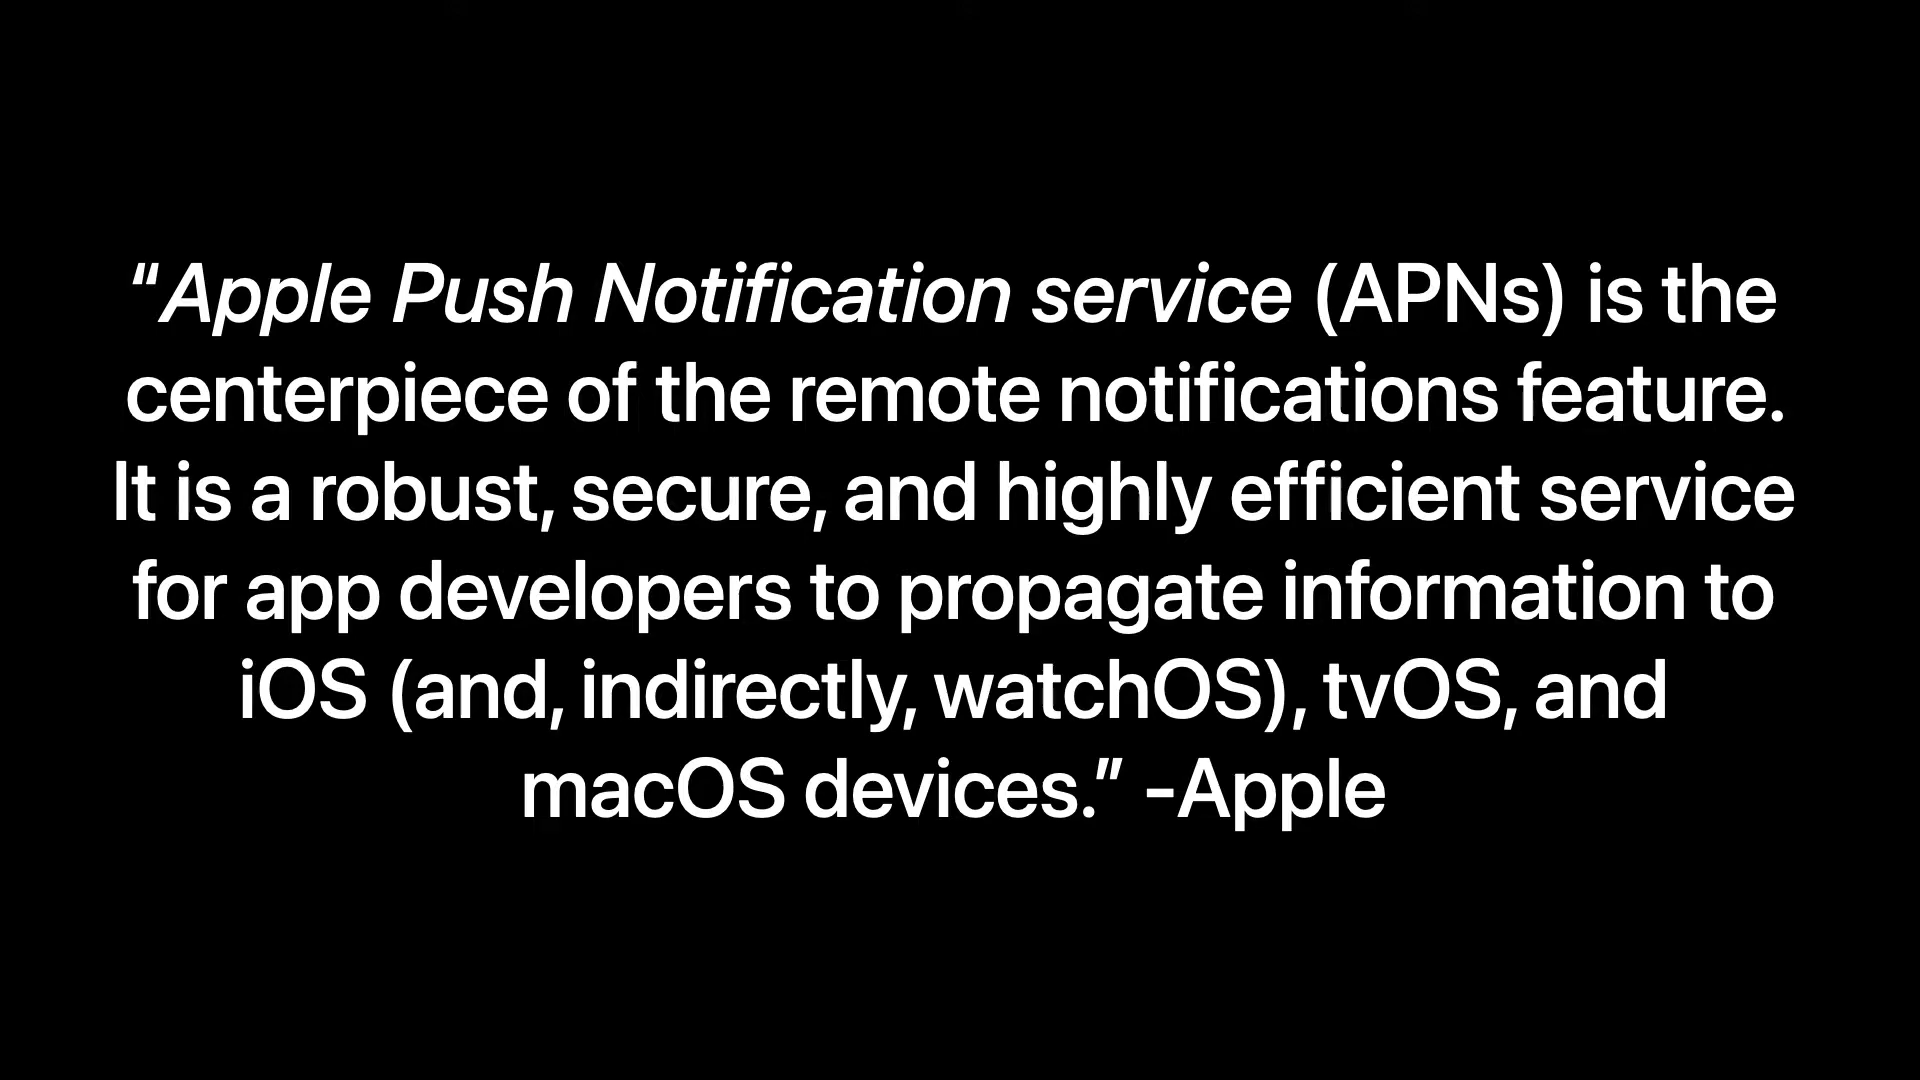 “Apple Push Notification service (APNs) is the
centerpiece of the remote notifications feature.
It is a robust, secure, and highly efficient service
for app developers to propagate information to
iOS (and, indirectly, watchOS), tvOS, and
macOS devices.” -Apple